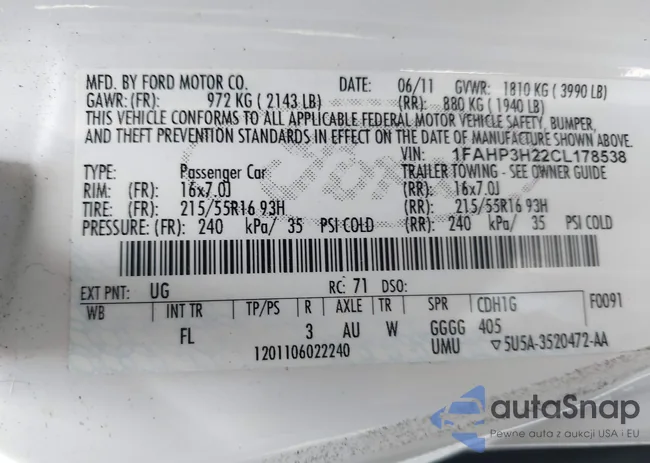 MFD. BY FORD MOTOR CO. DATE: 06/11 GVWR: 1810 KG ( 3990 LB)
GAWR: (FR): 972 KG ( 2143 LB) (RR): 880 KG ( 1940 LB)
THIS VEHICLE CONFORMS TO ALL APPLICABLE FEDERAL MOTOR VEHICLE SAFETY, BUMPER,
AND THEFT PREVENTION STANDARDS IN EFFECT ON THE DATE OF MANUFACTURE SHOWN ABOVE.
VIN: 1FAHP3H22CL178538
TYPE: Passenger Car TRAILER TOWING - SEE OWNER GUIDE
RIM: (FR): 16x7.0J (RR): 16x7.0J
TIRE: (FR): 215/55R16 93H (RR): 215/55R16 93H
PRESSURE: (FR): 240 kPa/ 35 PSI COLD (RR): 240 kPa/ 35 PSI COLD
EXT PNT: UG RC: 71 DSO:
WB INT TR TP/PS R AXLE TR SPR CDH1G F0091
FL 3 AU W GGGG 405
1201106022240 UMU ▽5U5A-3520472-AA
autaSnap
Pewne auta z aukcji USA i EU